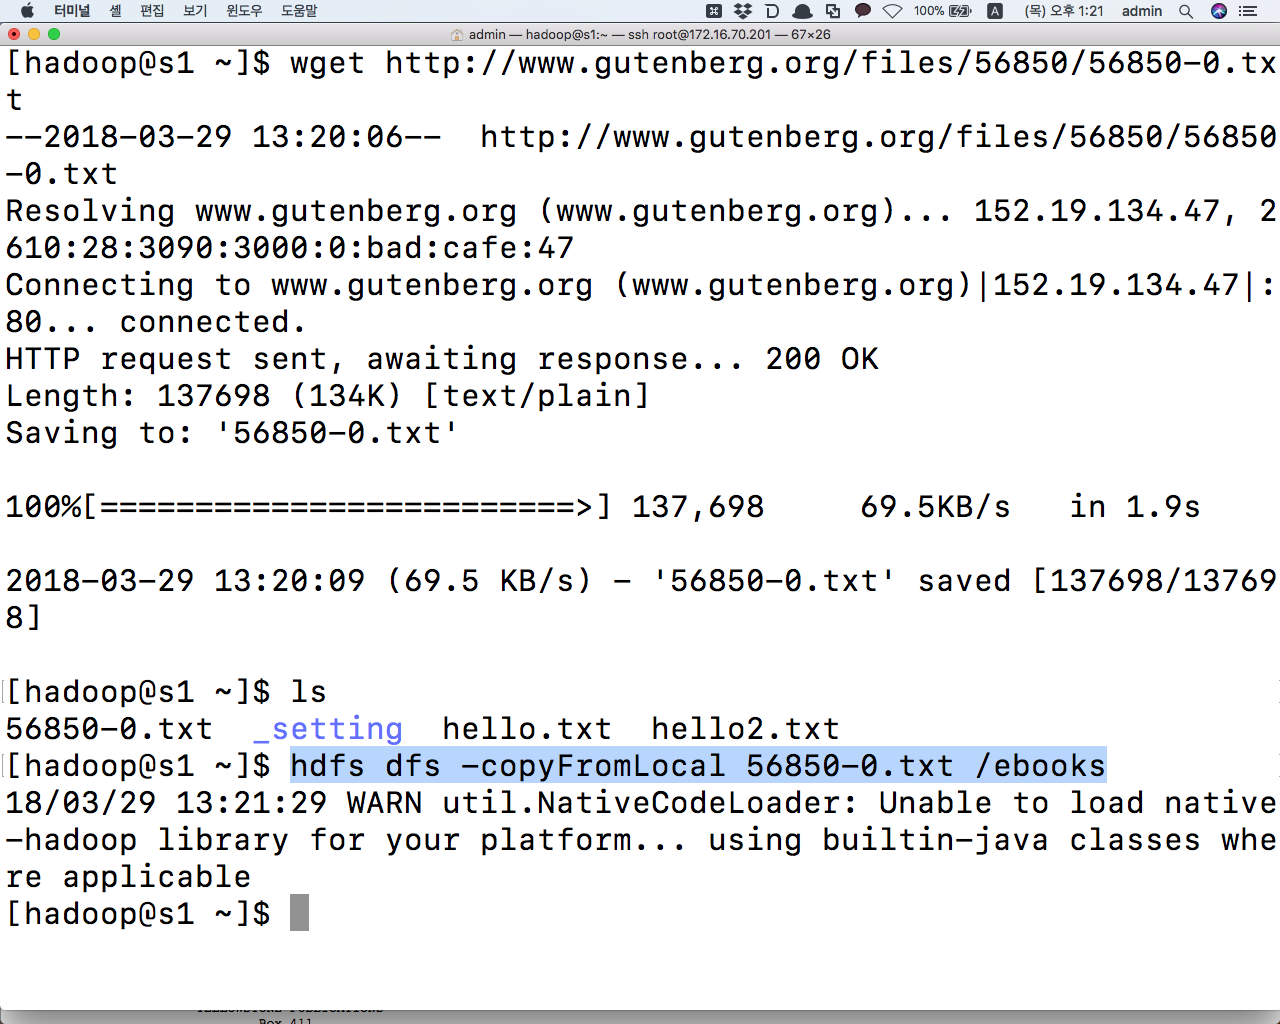 터미널 셸 편집 보기 윈도우 도움말 100% A (목) 오후 1:21 admin
admin — hadoop@s1:~ — ssh root@172.16.70.201 — 67×26
[hadoop@s1 ~]$ wget http://www.gutenberg.org/files/56850/56850-0.tx
t
--2018-03-29 13:20:06--  http://www.gutenberg.org/files/56850/56850
-0.txt
Resolving www.gutenberg.org (www.gutenberg.org)... 152.19.134.47, 2
610:28:3090:3000:0:bad:cafe:47
Connecting to www.gutenberg.org (www.gutenberg.org)|152.19.134.47|:
80... connected.
HTTP request sent, awaiting response... 200 OK
Length: 137698 (134K) [text/plain]
Saving to: '56850-0.txt'
100%[=========================>] 137,698     69.5KB/s   in 1.9s
2018-03-29 13:20:09 (69.5 KB/s) - '56850-0.txt' saved [137698/13769
8]
[hadoop@s1 ~]$ ls
56850-0.txt  _setting  hello.txt  hello2.txt
[hadoop@s1 ~]$ hdfs dfs -copyFromLocal 56850-0.txt /ebooks
18/03/29 13:21:29 WARN util.NativeCodeLoader: Unable to load native
-hadoop library for your platform... using builtin-java classes whe
re applicable
[hadoop@s1 ~]$
Box 411